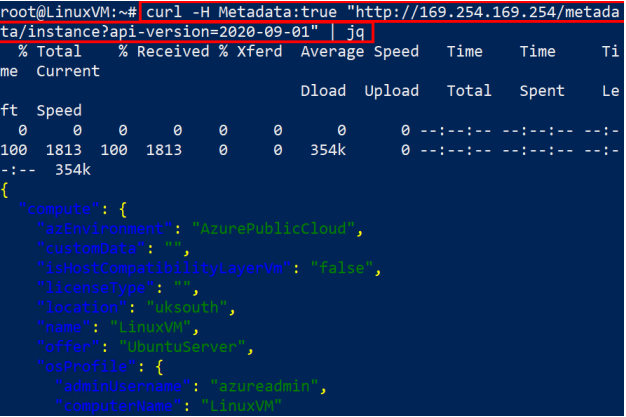 root@LinuxVM:~# curl -H Metadata:true "http://169.254.169.254/metada
ta/instance?api-version=2020-09-01" | jq
  % Total    % Received % Xferd  Average Speed   Time    Time     Ti
me  Current
                                 Dload  Upload   Total   Spent    Le
ft  Speed
  0     0    0     0    0     0      0      0 --:--:-- --:--:-- --:-
100  1813  100  1813    0     0   354k      0 --:--:-- --:--:-- --:-
-:--  354k
{
  "compute": {
    "azEnvironment": "AzurePublicCloud",
    "customData": "",
    "isHostCompatibilityLayerVm": "false",
    "licenseType": "",
    "location": "uksouth",
    "name": "LinuxVM",
    "offer": "UbuntuServer",
    "osProfile": {
      "adminUsername": "azureadmin",
      "computerName": "LinuxVM"